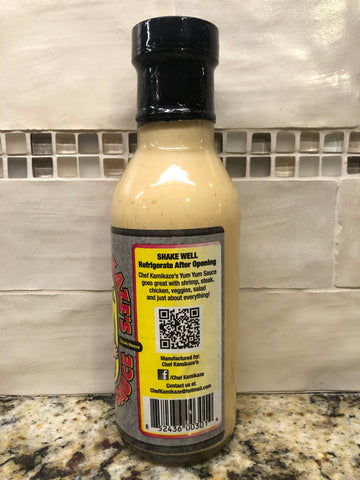 SHAKE WELL
Refrigerate After Opening
Chef Kamikaze's Yum Yum Sauce
goes great with shrimp, steak,
chicken, veggies, salad
and just about everything!
Manufactured by:
Chef Kamikaze's
/Chef Kamikaze
Contact us at
ChefKamikaze@hotmail.com
8 52436 00301 4